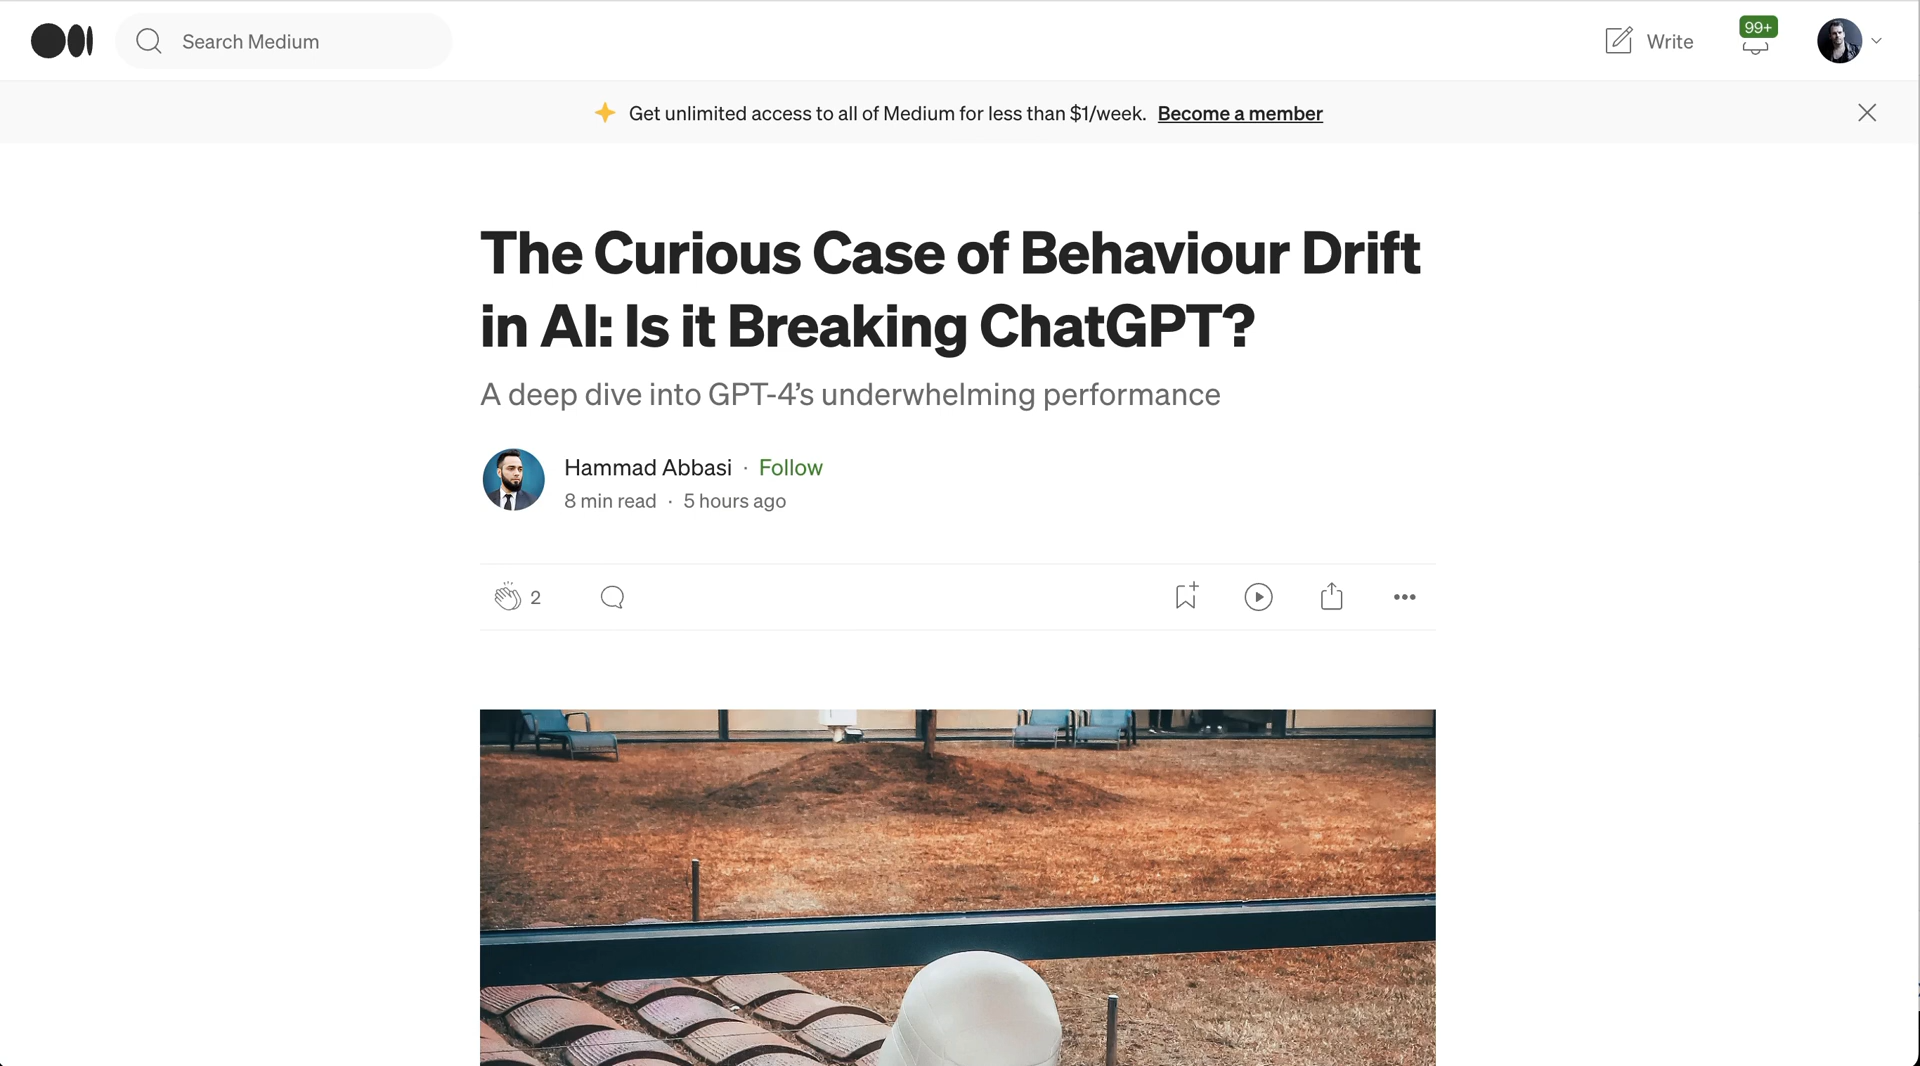 Search Medium
Write
99+
Get unlimited access to all of Medium for less than $1/week. Become a member
The Curious Case of Behaviour Drift
in AI: Is it Breaking ChatGPT?
A deep dive into GPT-4’s underwhelming performance
Hammad Abbasi · Follow
8 min read · 5 hours ago
2